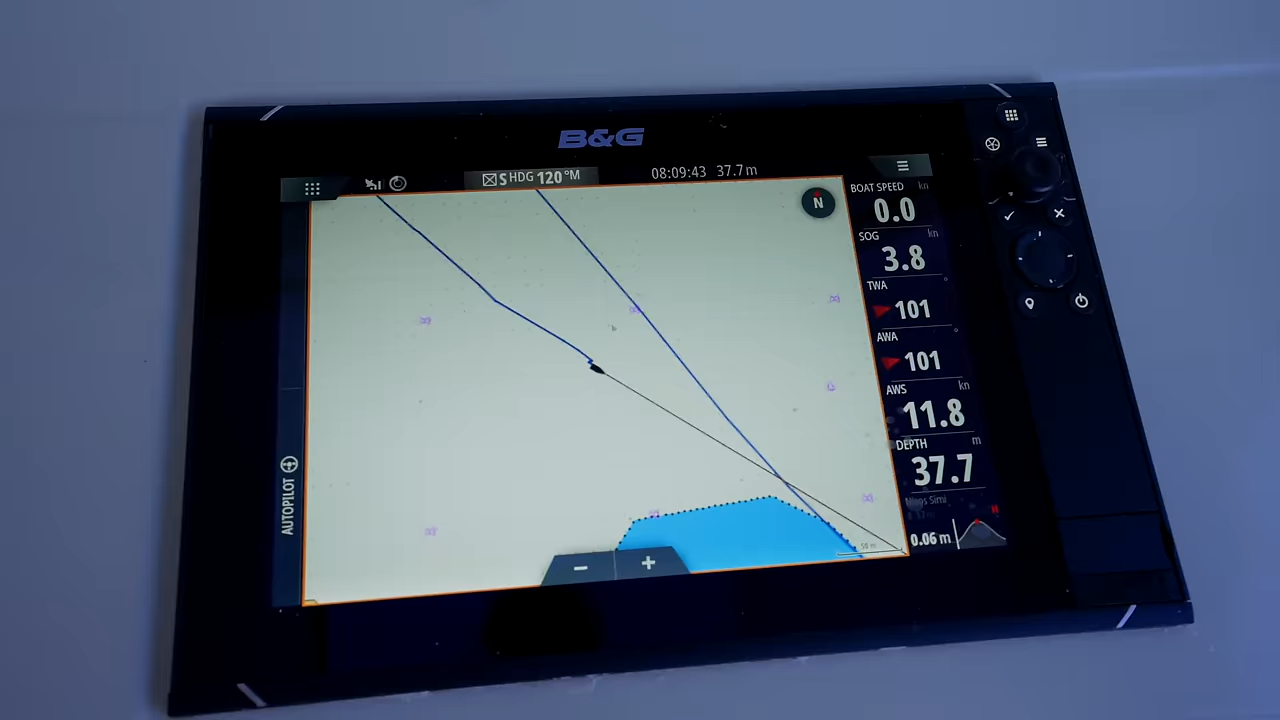 B&G
S HDG 120 °M
08:09:43 37.7 m
N
BOAT SPEED kn
0.0
SOG kn
3.8
TWA °
101
AWA °
101
AWS kn
11.8
DEPTH m
37.7
0.06 m
AUTOPILOT
− +